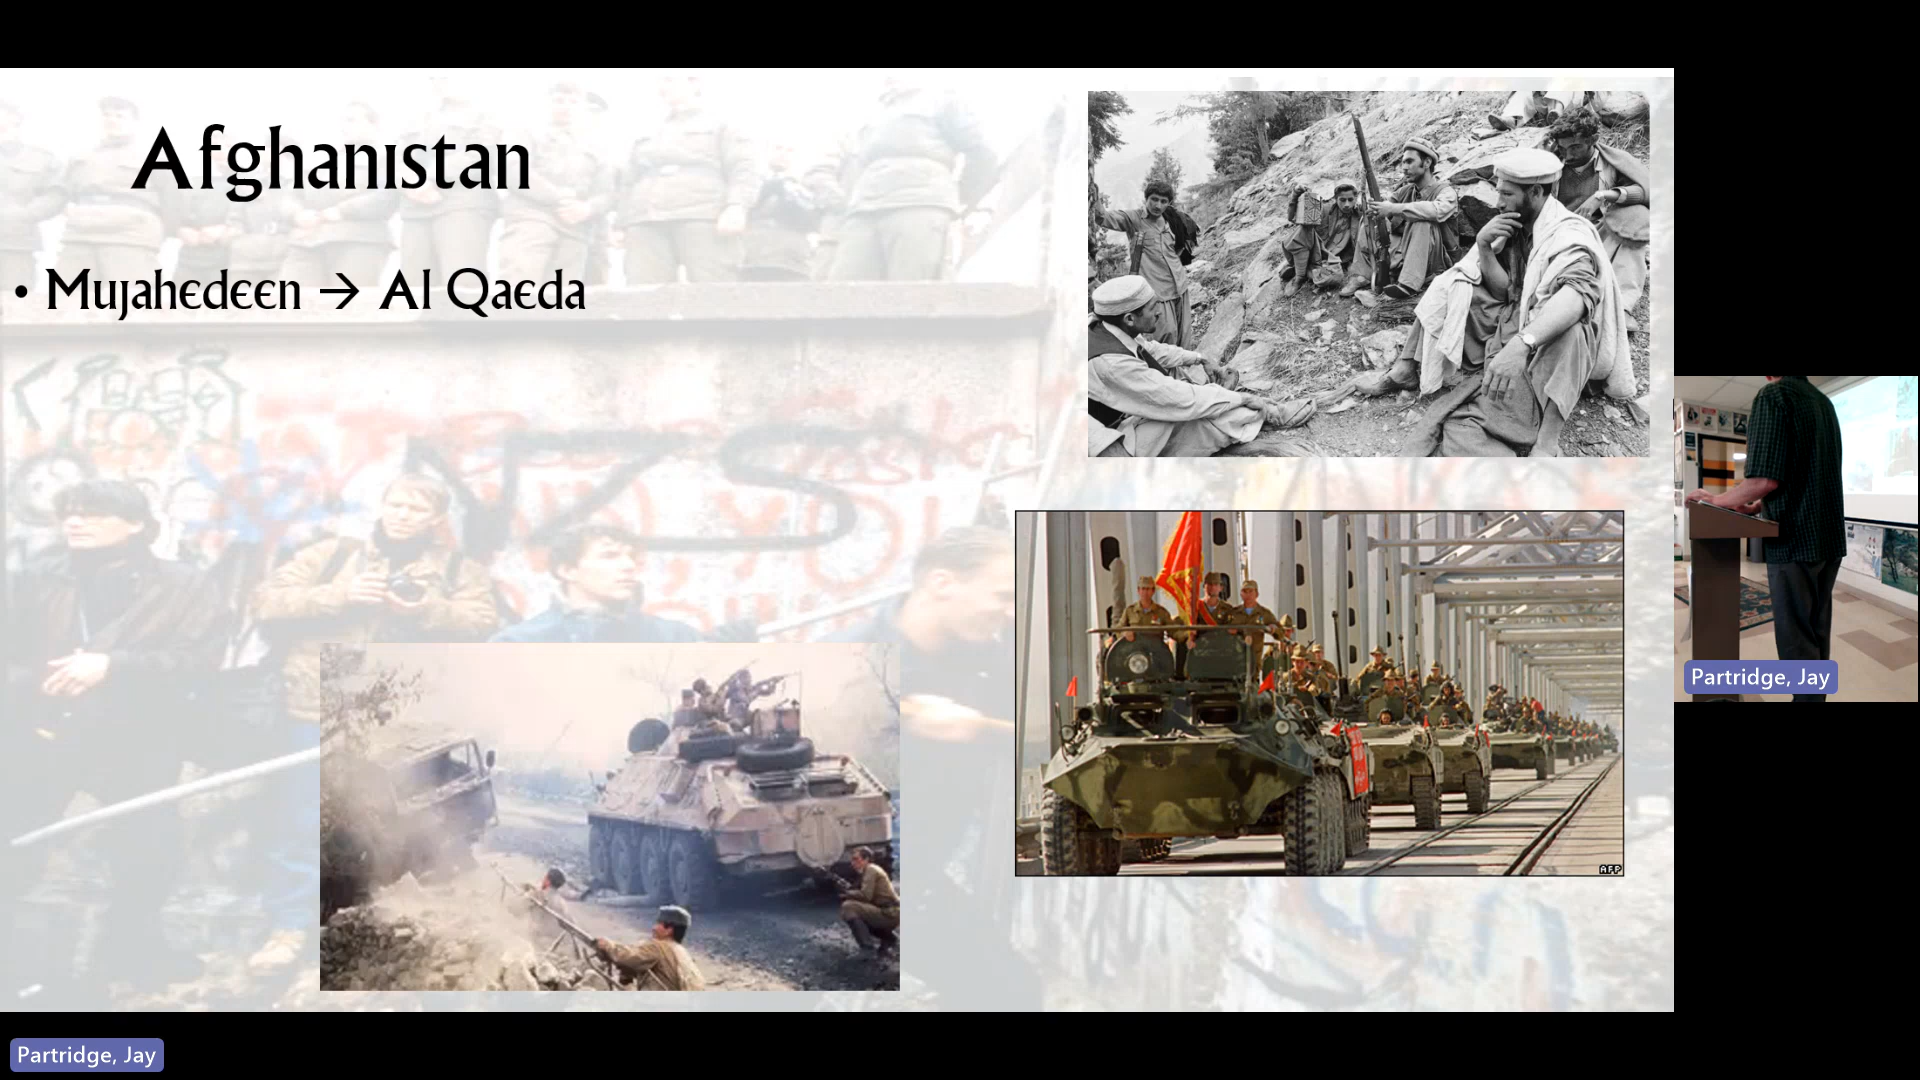 Afghanistan
• Mujahedeen → Al Qaeda
AFP
Partridge, Jay
Partridge, Jay